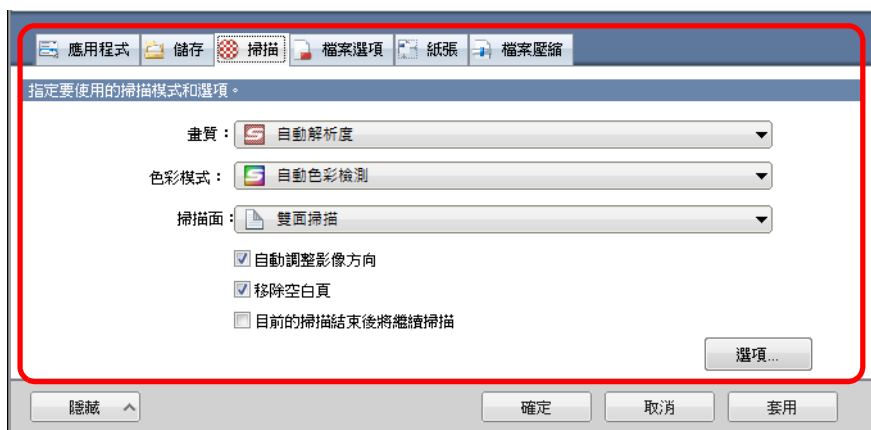 應用程式 儲存 掃描 檔案選項 紙張 檔案壓縮
指定要使用的掃描模式和選項。
畫質： 自動解析度
色彩模式： 自動色彩檢測
掃描面： 雙面掃描
自動調整影像方向
移除空白頁
目前的掃描結束後將繼續掃描
選項...
隱藏 確定 取消 套用